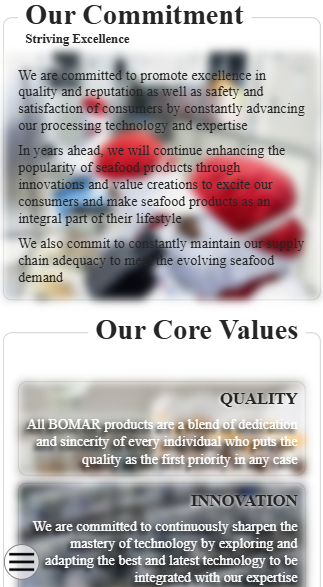 Our Commitment
Striving Excellence
We are committed to promote excellence in
quality and reputation as well as safety and
satisfaction of consumers by constantly advancing
our processing technology and expertise
In years ahead, we will continue enhancing the
popularity of seafood products through
innovations and value creations to excite our
consumers and make seafood products as an
integral part of their lifestyle
We also commit to constantly maintain our supply
chain adequacy to meet the evolving seafood
demand
Our Core Values
QUALITY
All BOMAR products are a blend of dedication
and sincerity of every individual who puts the
quality as the first priority in any case
INNOVATION
We are committed to continuously sharpen the
mastery of technology by exploring and
adapting the best and latest technology to be
integrated with our expertise